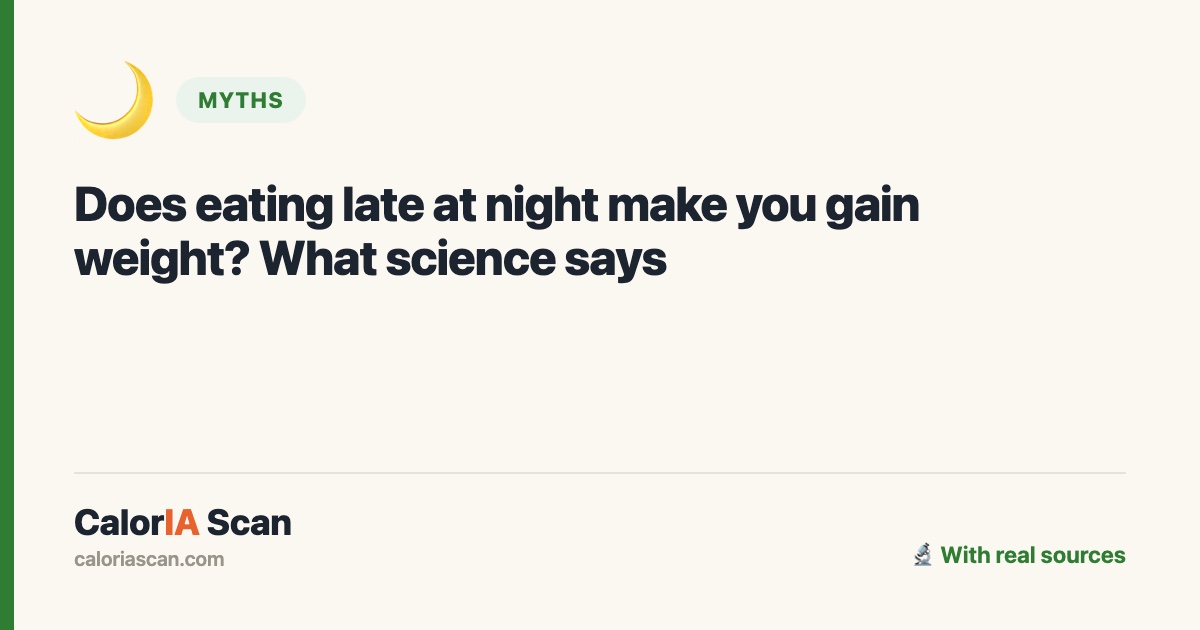 MYTHS
Does eating late at night make you gain
weight? What science says
CalorIA Scan
caloriascan.com
With real sources